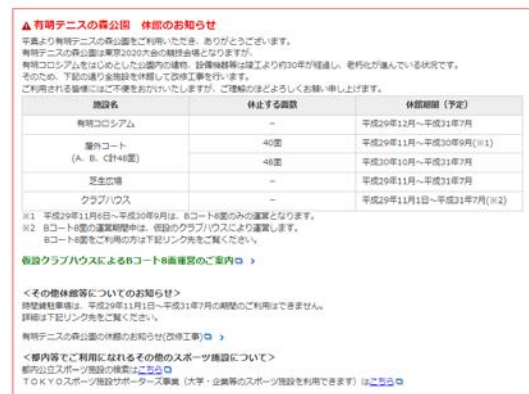 有明テニスの森公園 休館のお知らせ
平素より有明テニスの森公園をご利用いただき、ありがとうございます。
有明テニスの森公園は東京2020大会の競技会場となりますが、
有明コロシアムをはじめとした公園内の建物、設備機器等は竣工より約30年が経過し、老朽化が進んでいる状況です。
そのため、下記の通り全施設を休館して改修工事を行います。
ご利用される皆様にはご不便をおかけいたしますが、ご理解のほどよろしくお願い申し上げます。
施設名 休止する面数 休館期間（予定）
有明コロシアム － 平成29年12月～平成31年7月
屋外コート
（A、B、C計48面）
40面 平成29年11月～平成30年9月(※1)
48面 平成30年10月～平成31年7月
芝生広場 － 平成29年11月～平成31年7月
クラブハウス － 平成29年11月1日～平成31年7月(※2)
※1 平成29年11月6日～平成30年9月は、Bコート8面のみの運営となります。
※2 Bコート8面の運営期間中は、仮設のクラブハウスにより運営します。
Bコート8面をご利用の方は下記リンク先をご覧ください。
仮設クラブハウスによるBコート8面運営のご案内
＜その他休館等についてのお知らせ＞
時間貸駐車場は、平成29年11月1日～平成31年7月の期間のご利用はできません。
詳細は下記リンク先をご覧ください。
有明テニスの森公園の休館のお知らせ(改修工事)
＜都内等でご利用になれるその他のスポーツ施設について＞
都内公立スポーツ施設の検索はこちら
ＴＯＫＹＯスポーツ施設サポーターズ事業（大学・企業等のスポーツ施設を利用できます）はこちら